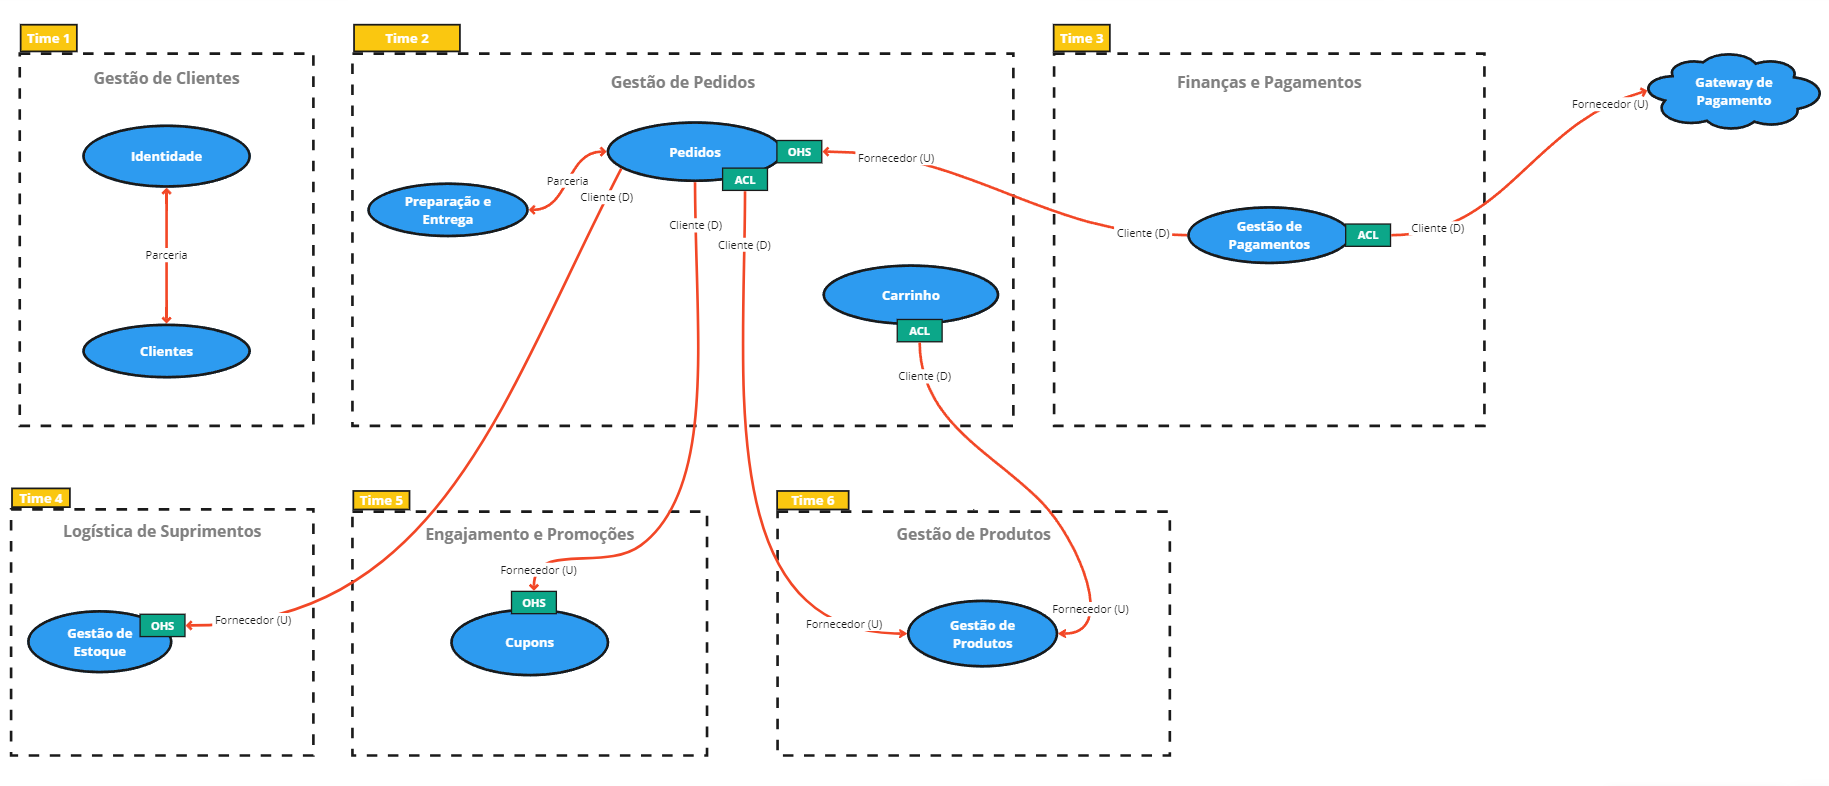 Time 1
Gestão de Clientes
Identidade
Parceria
Clientes
Time 2
Gestão de Pedidos
Pedidos
OHS
ACL
Parceria
Preparação e
Entrega
Cliente (D)
Cliente (D)
Cliente (D)
Fornecedor (U)
Carrinho
ACL
Cliente (D)
Time 3
Finanças e Pagamentos
Cliente (D)
Gestão de
Pagamentos
ACL
Cliente (D)
Fornecedor (U)
Gateway de
Pagamento
Time 4
Logística de Suprimentos
Gestão de
Estoque
OHS
Fornecedor (U)
Time 5
Engajamento e Promoções
Fornecedor (U)
OHS
Cupons
Time 6
Gestão de Produtos
Fornecedor (U)
Gestão de
Produtos
Fornecedor (U)